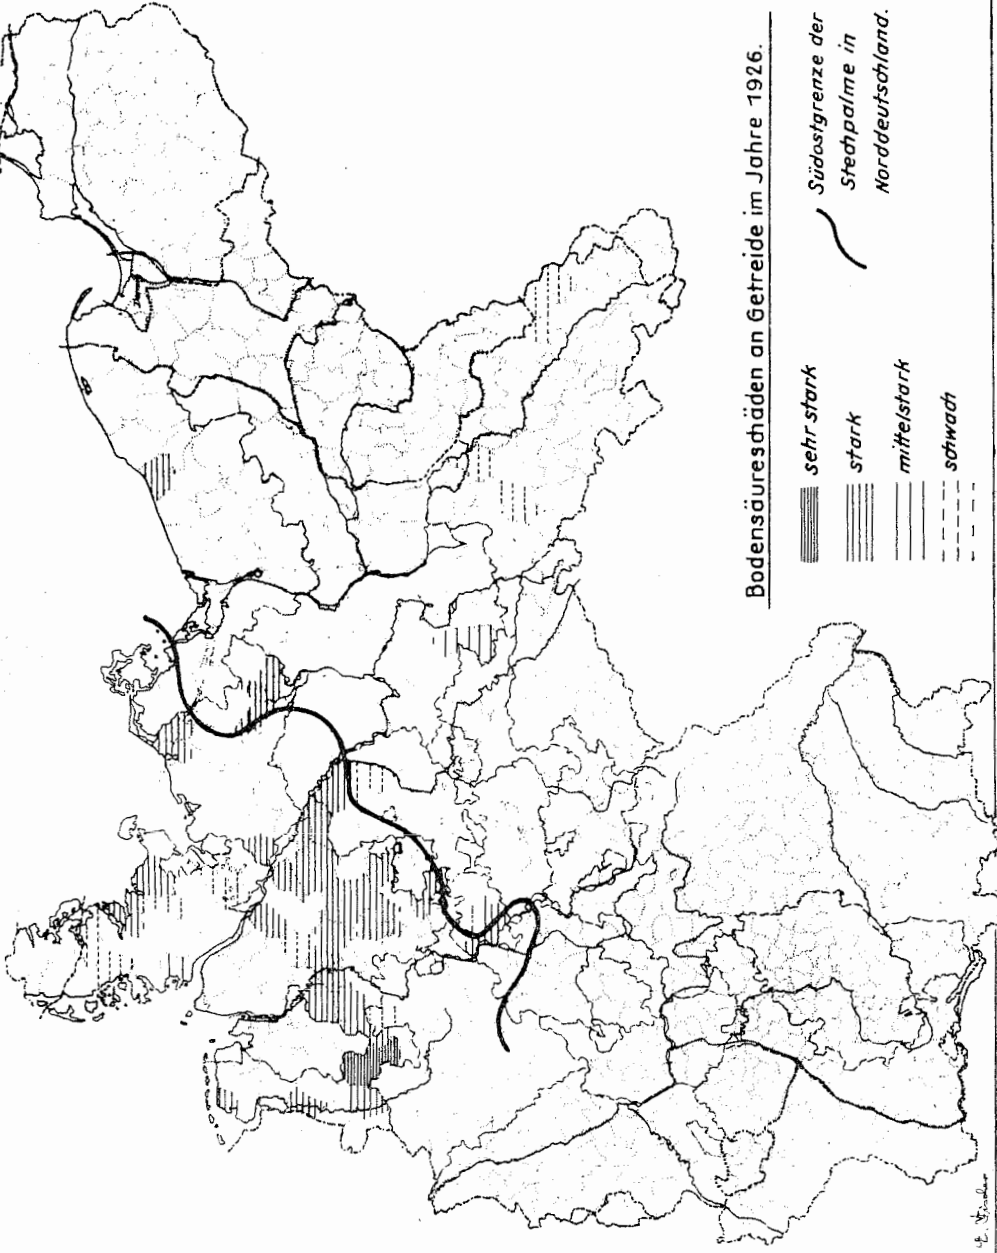 Bodensäureschäden an Getreide im Jahre 1926.
sehr stark
stark
mittelstark
schwach
Südostgrenze der
Stechpalme in
Norddeutschland.